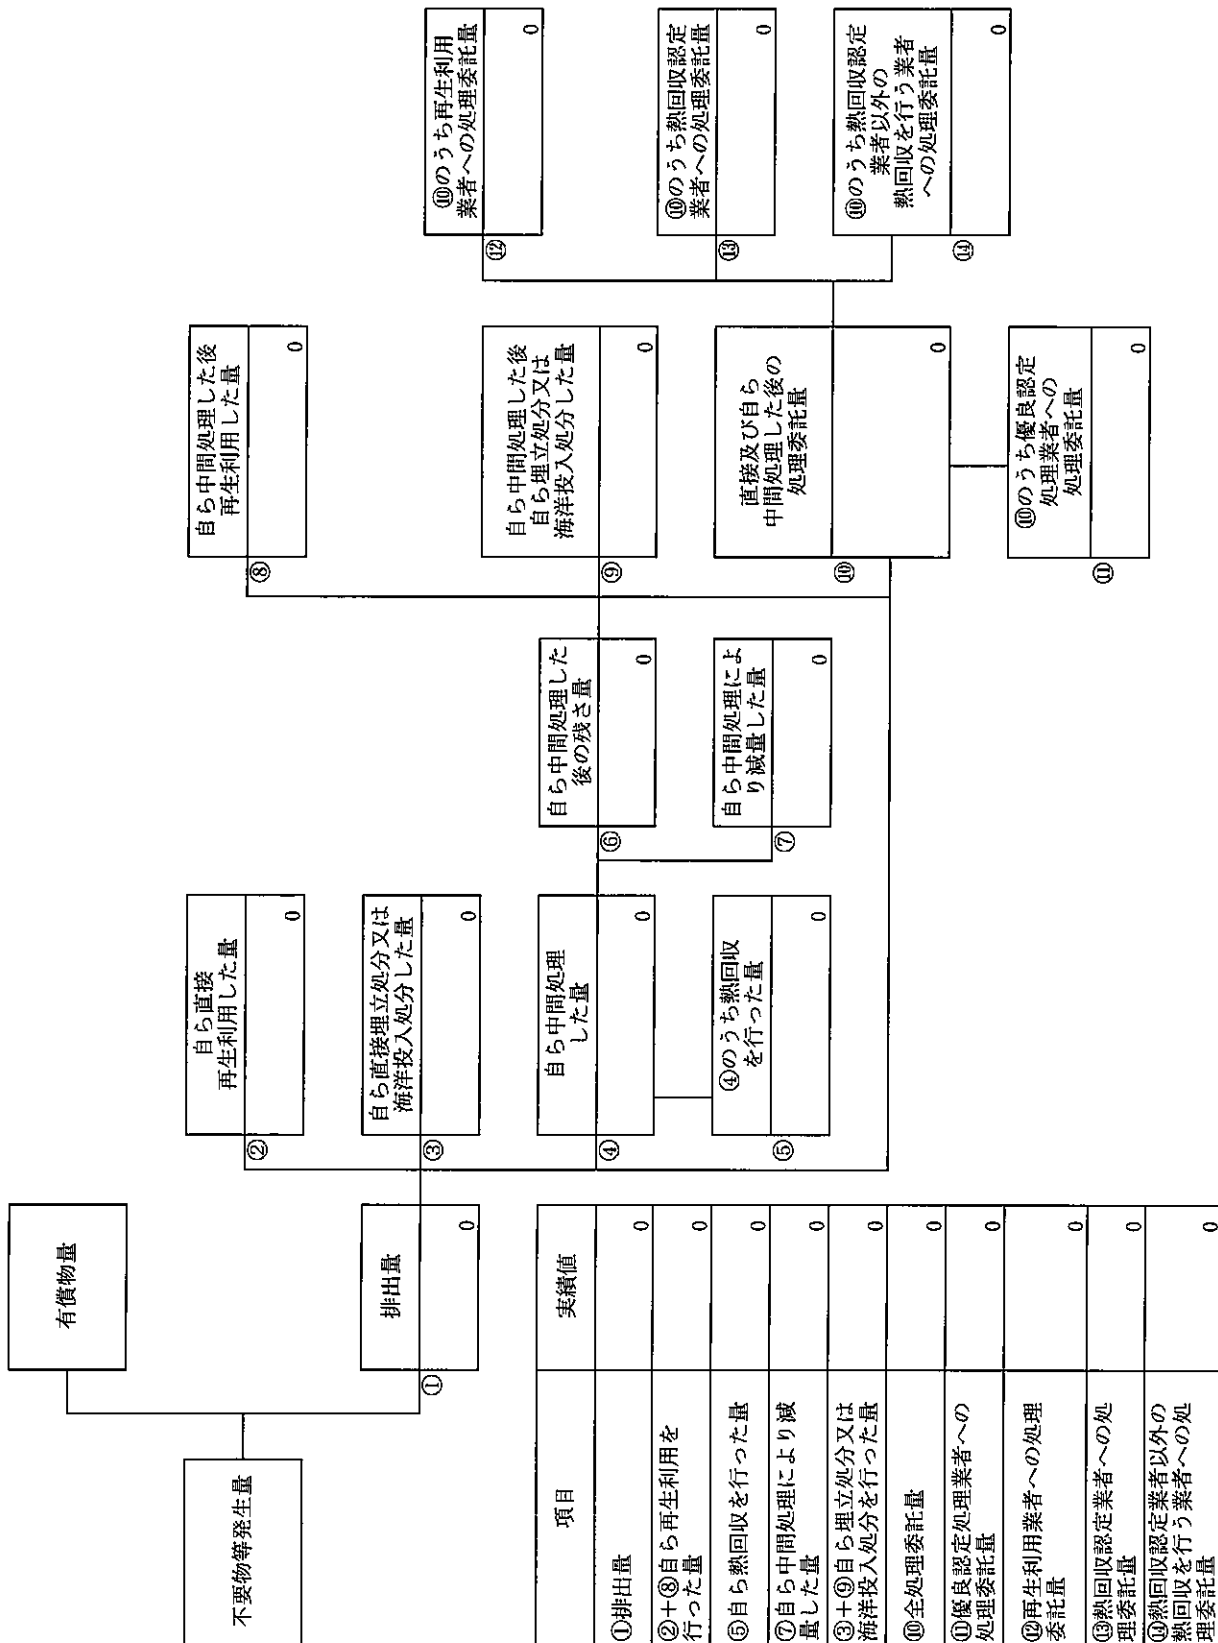 有償物量
不要物等発生量
①
排出量
0
②
自ら直接
再生利用した量
0
③
自ら直接埋立処分又は
海洋投入処分した量
0
④
自ら中間処理
した量
0
⑤
④のうち熱回収
を行った量
0
⑥
自ら中間処理した
後の残さ量
0
⑦
自ら中間処理によ
り減量した量
0
⑧
自ら中間処理した後
再生利用した量
0
⑨
自ら中間処理した後
自ら埋立処分又は
海洋投入処分した量
0
⑩
直接及び自ら
中間処理した後の
処理委託量
0
⑪
⑩のうち優良認定
処理業者への
処理委託量
0
⑫
⑩のうち再生利用
業者への処理委託量
0
⑬
⑩のうち熱回収認定
業者への処理委託量
0
⑭
⑩のうち熱回収認定
業者以外の
熱回収を行う業者
への処理委託量
0
項目 実績値
①排出量 0
②+⑧自ら再生利用を
行った量 0
⑤自ら熱回収を行った量 0
⑦自ら中間処理により減
量した量 0
③+⑨自ら埋立処分又は
海洋投入処分を行った量 0
⑩全処理委託量 0
⑪優良認定処理業者への
処理委託量 0
⑫再生利用業者への処理
委託量 0
⑬熱回収認定業者への処
理委託量 0
⑭熱回収認定業者以外の
熱回収を行う業者への処
理委託量 0